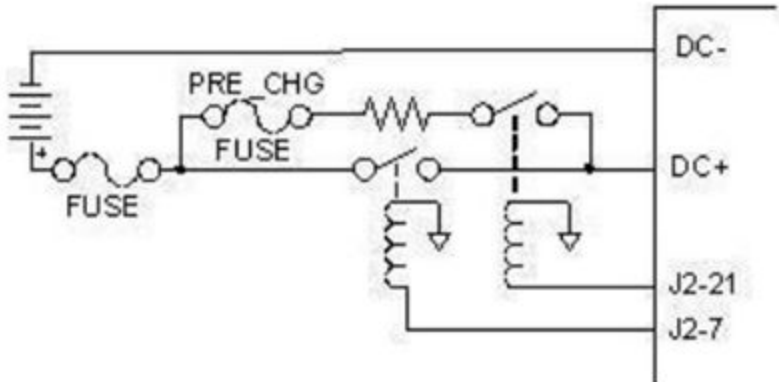 DC-
PRE_CHG
FUSE
DC+
+
FUSE
J2-21
J2-7